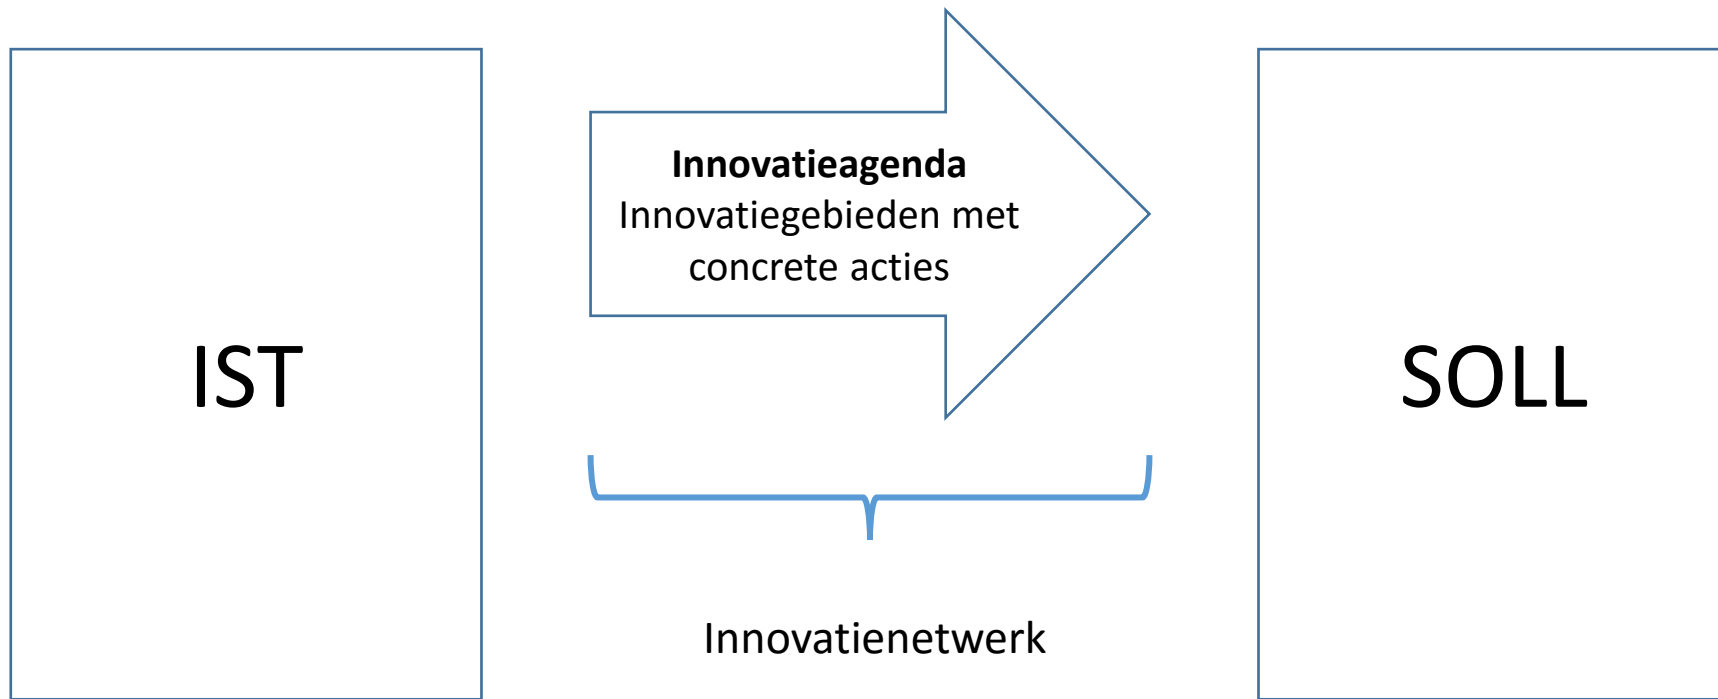 IST
Innovatieagenda
Innovatiegebieden met
concrete acties
SOLL
Innovatienetwerk